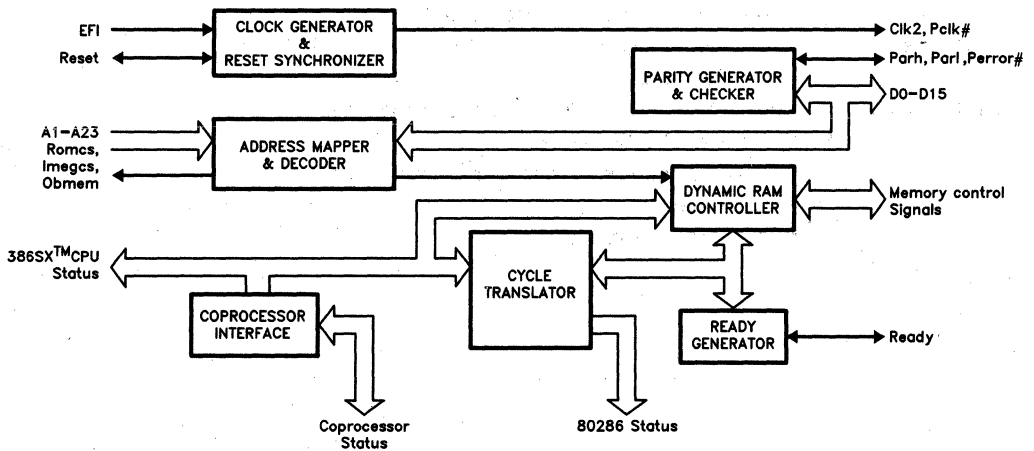 EFI
Reset
CLOCK GENERATOR
&
RESET SYNCHRONIZER
Clk2, Pclk#
Parh, Parl, Perror#
PARITY GENERATOR
& CHECKER
D0-D15
A1-A23
Romcs,
Imegcs,
Obmem
ADDRESS MAPPER
& DECODER
DYNAMIC RAM
CONTROLLER
Memory control
Signals
386SX™CPU
Status
CYCLE
TRANSLATOR
COPROCESSOR
INTERFACE
READY
GENERATOR
Ready
Coprocessor
Status
80286 Status